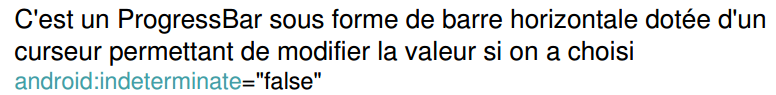 C'est un ProgressBar sous forme de barre horizontale dotée d'un
curseur permettant de modifier la valeur si on a choisi
android:indeterminate="false"